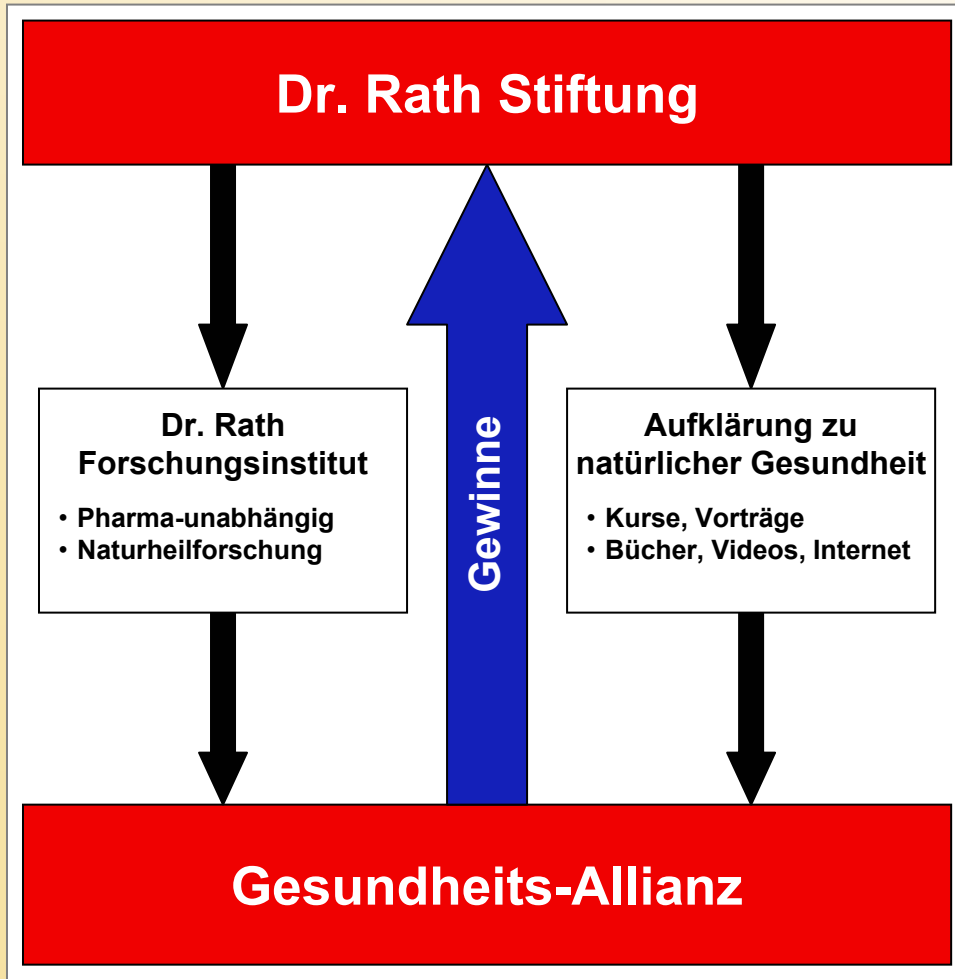 Dr. Rath Stiftung
Dr. Rath
Forschungsinstitut
• Pharma-unabhängig
• Naturheilforschung
Gewinne
Aufklärung zu
natürlicher Gesundheit
• Kurse, Vorträge
• Bücher, Videos, Internet
Gesundheits-Allianz